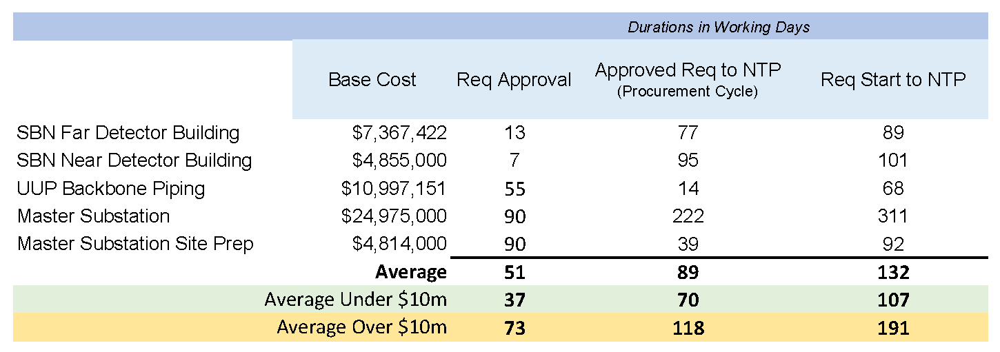 Durations in Working Days
Base Cost Req Approval Approved Req to NTP (Procurement Cycle) Req Start to NTP
SBN Far Detector Building $7,367,422 13 77 89
SBN Near Detector Building $4,855,000 7 95 101
UUP Backbone Piping $10,997,151 55 14 68
Master Substation $24,975,000 90 222 311
Master Substation Site Prep $4,814,000 90 39 92
Average 51 89 132
Average Under $10m 37 70 107
Average Over $10m 73 118 191